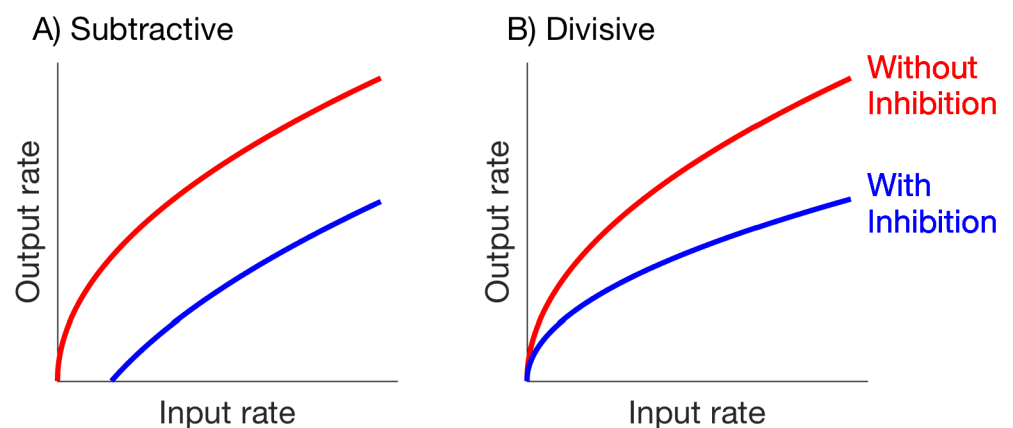 A) Subtractive
Output rate
Input rate
B) Divisive
Output rate
Input rate
Without
Inhibition
With
Inhibition